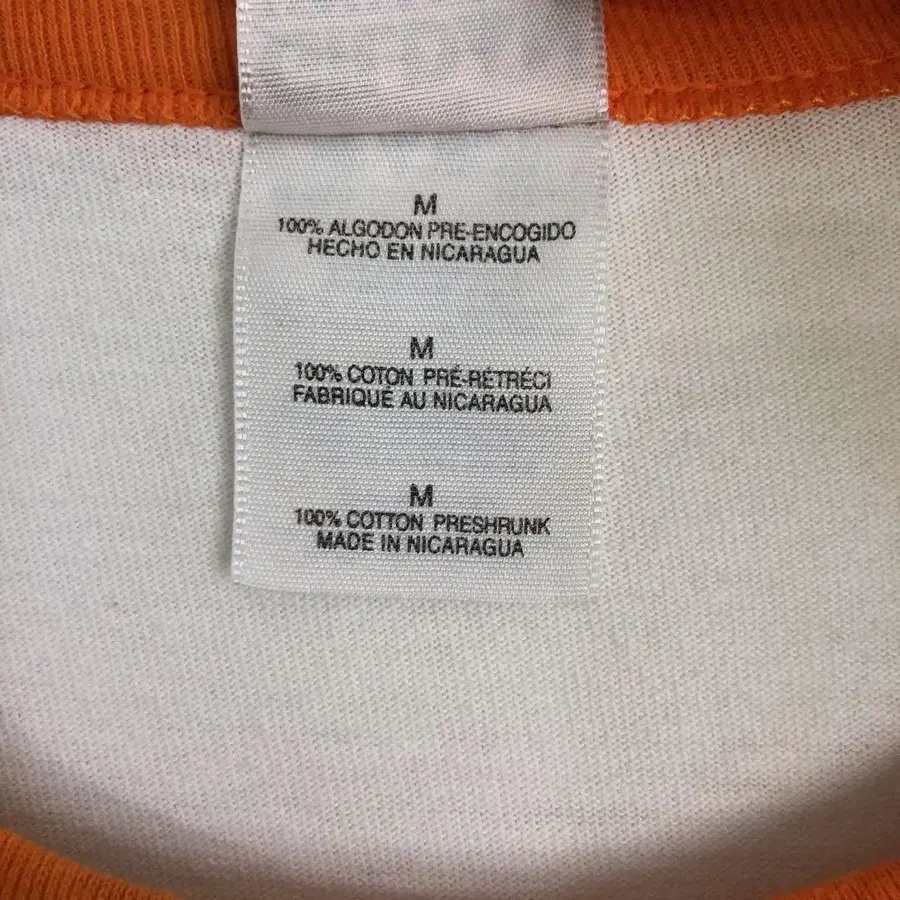 M
100% ALGODON PRE-ENCOGIDO
HECHO EN NICARAGUA
M
100% COTON PRÉ-RÉTRÉCI
FABRIQUÉ AU NICARAGUA
M
100% COTTON PRESHRUNK
MADE IN NICARAGUA